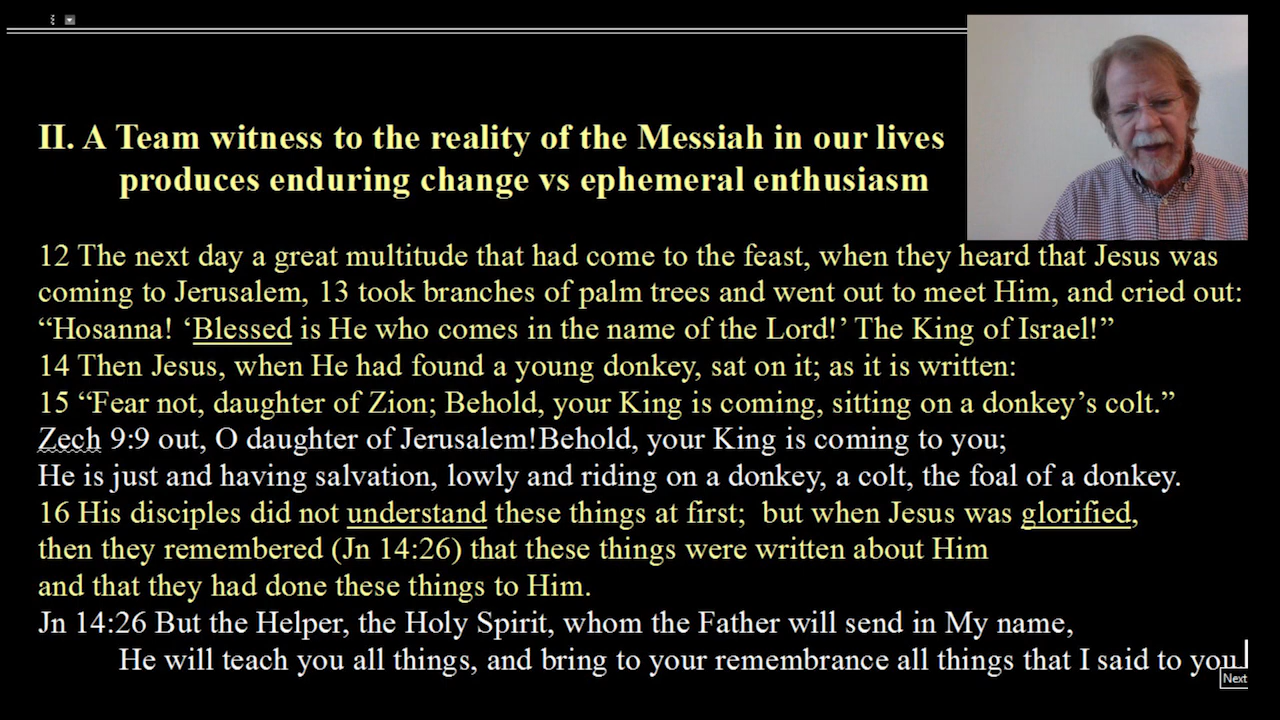 II. A Team witness to the reality of the Messiah in our lives
produces enduring change vs ephemeral enthusiasm
12 The next day a great multitude that had come to the feast, when they heard that Jesus was
coming to Jerusalem, 13 took branches of palm trees and went out to meet Him, and cried out:
“Hosanna! ‘Blessed is He who comes in the name of the Lord!’ The King of Israel!”
14 Then Jesus, when He had found a young donkey, sat on it; as it is written:
15 “Fear not, daughter of Zion; Behold, your King is coming, sitting on a donkey’s colt.”
Zech 9:9 out, O daughter of Jerusalem!Behold, your King is coming to you;
He is just and having salvation, lowly and riding on a donkey, a colt, the foal of a donkey.
16 His disciples did not understand these things at first;  but when Jesus was glorified,
then they remembered (Jn 14:26) that these things were written about Him
and that they had done these things to Him.
Jn 14:26 But the Helper, the Holy Spirit, whom the Father will send in My name,
He will teach you all things, and bring to your remembrance all things that I said to you
Next